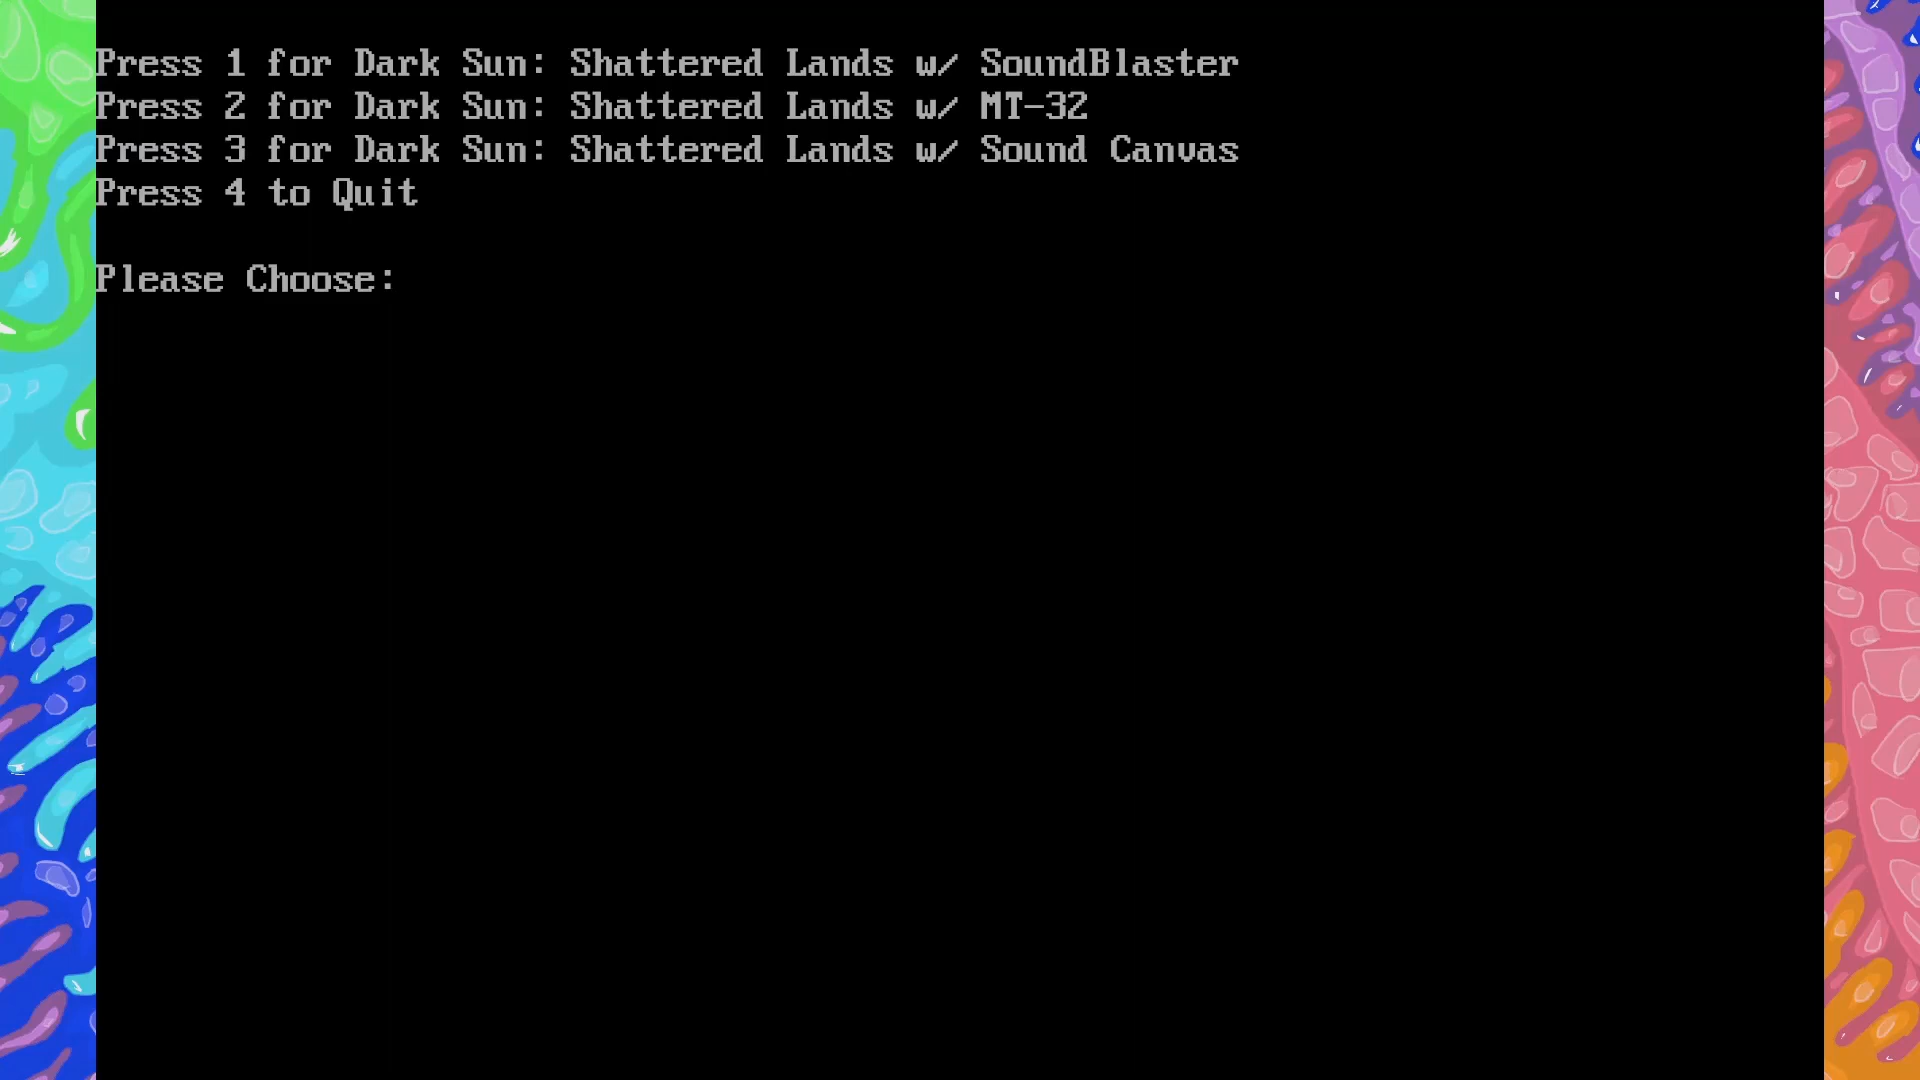 Press 1 for Dark Sun: Shattered Lands w/ SoundBlaster
Press 2 for Dark Sun: Shattered Lands w/ MT-32
Press 3 for Dark Sun: Shattered Lands w/ Sound Canvas
Press 4 to Quit
Please Choose: